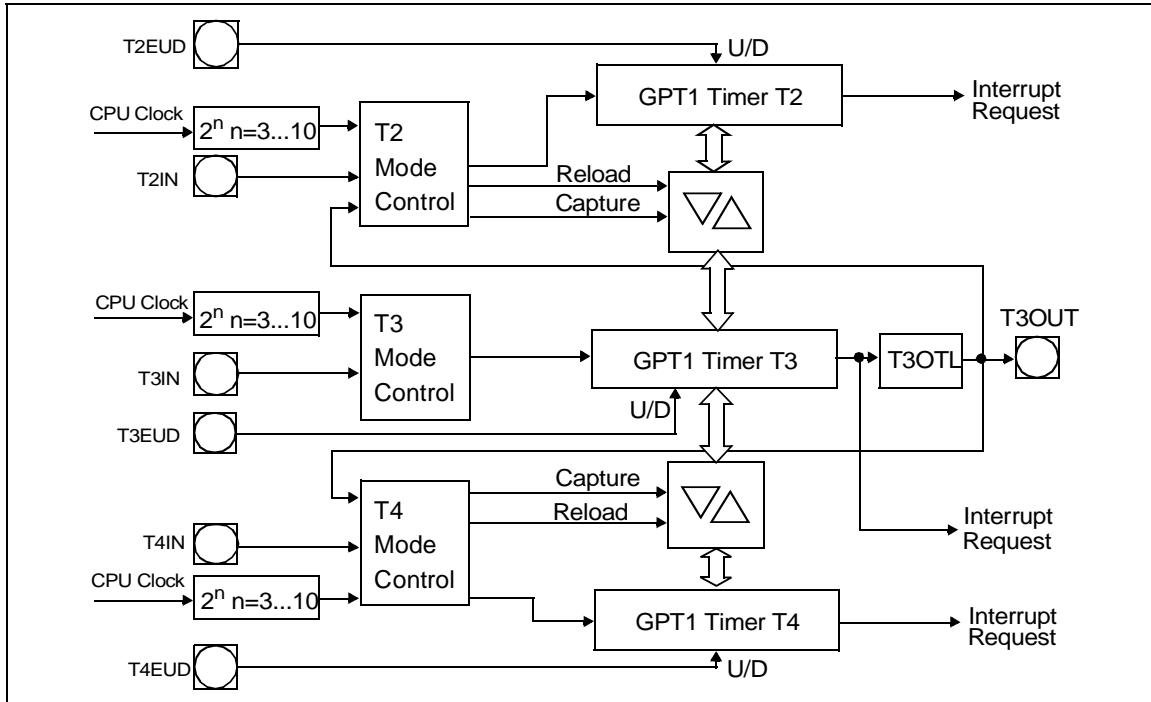 T2EUD
U/D
GPT1 Timer T2
Interrupt
Request
CPU Clock
2ⁿ n=3...10
T2
Mode
Control
T2IN
Reload
Capture
CPU Clock
2ⁿ n=3...10
T3
Mode
Control
T3IN
GPT1 Timer T3
T3OTL
T3OUT
U/D
T3EUD
Capture
Reload
T4
Mode
Control
T4IN
Interrupt
Request
CPU Clock
2ⁿ n=3...10
GPT1 Timer T4
Interrupt
Request
T4EUD
U/D